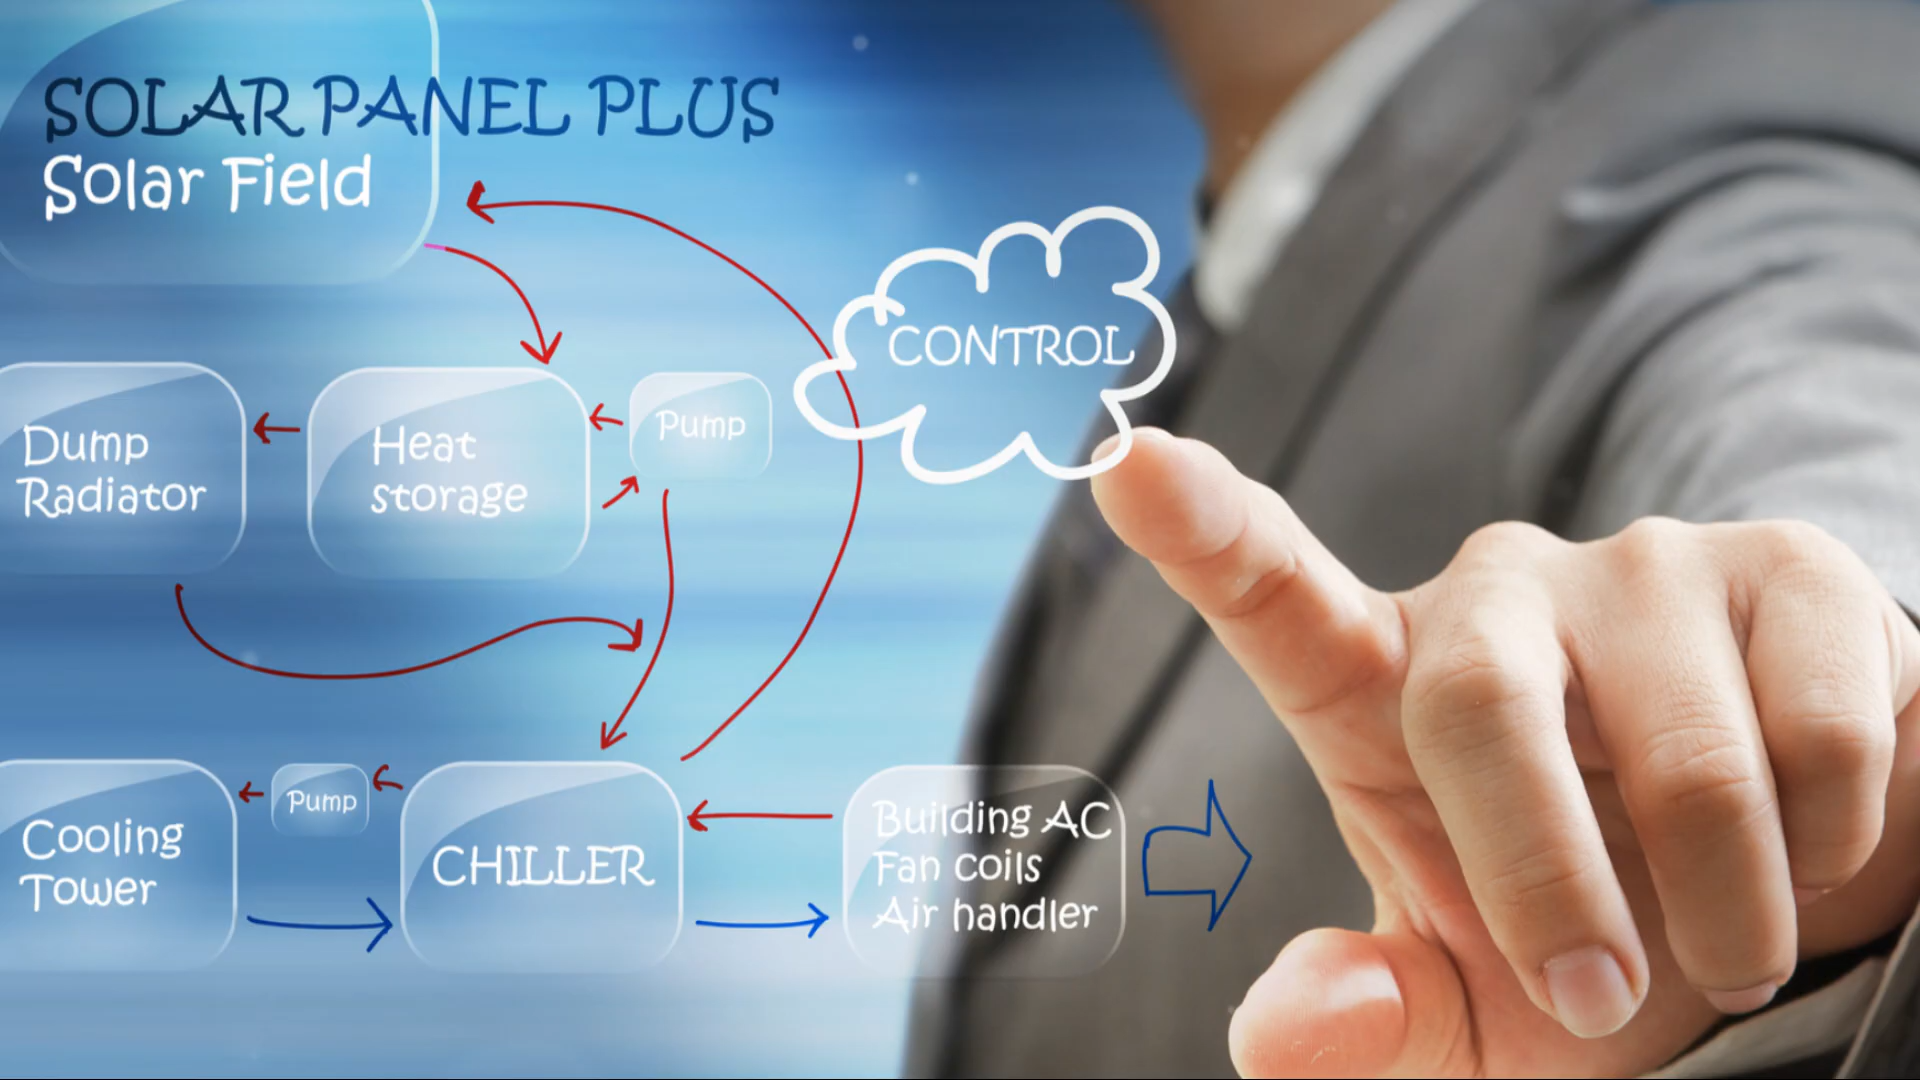 SOLAR PANEL PLUS
Solar Field
CONTROL
Dump
Radiator
Heat
storage
Pump
Cooling
Tower
Pump
CHILLER
Building AC
Fan coils
Air handler